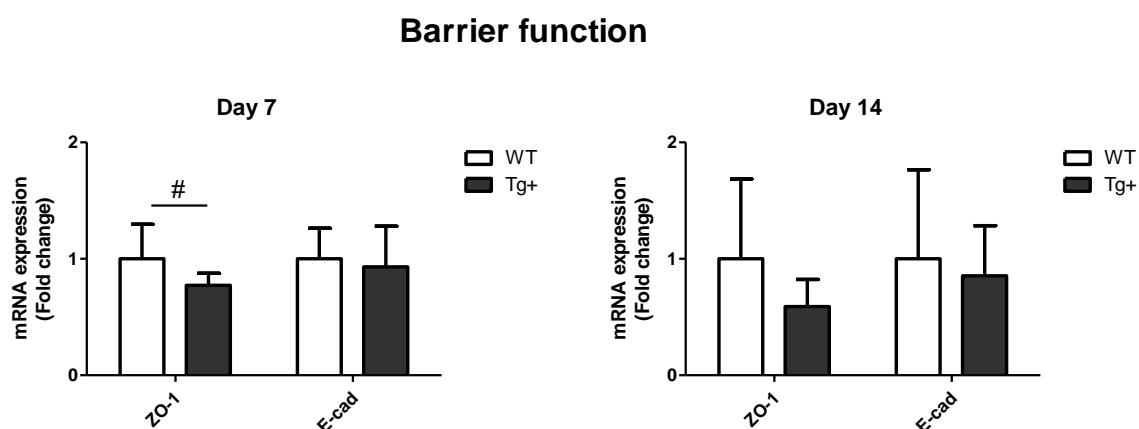 Barrier function
Day 7
mRNA expression
(Fold change)
2
1
0
#
ZO-1
E-cad
WT
Tg+
Day 14
mRNA expression
(Fold change)
2
1
0
ZO-1
E-cad
WT
Tg+